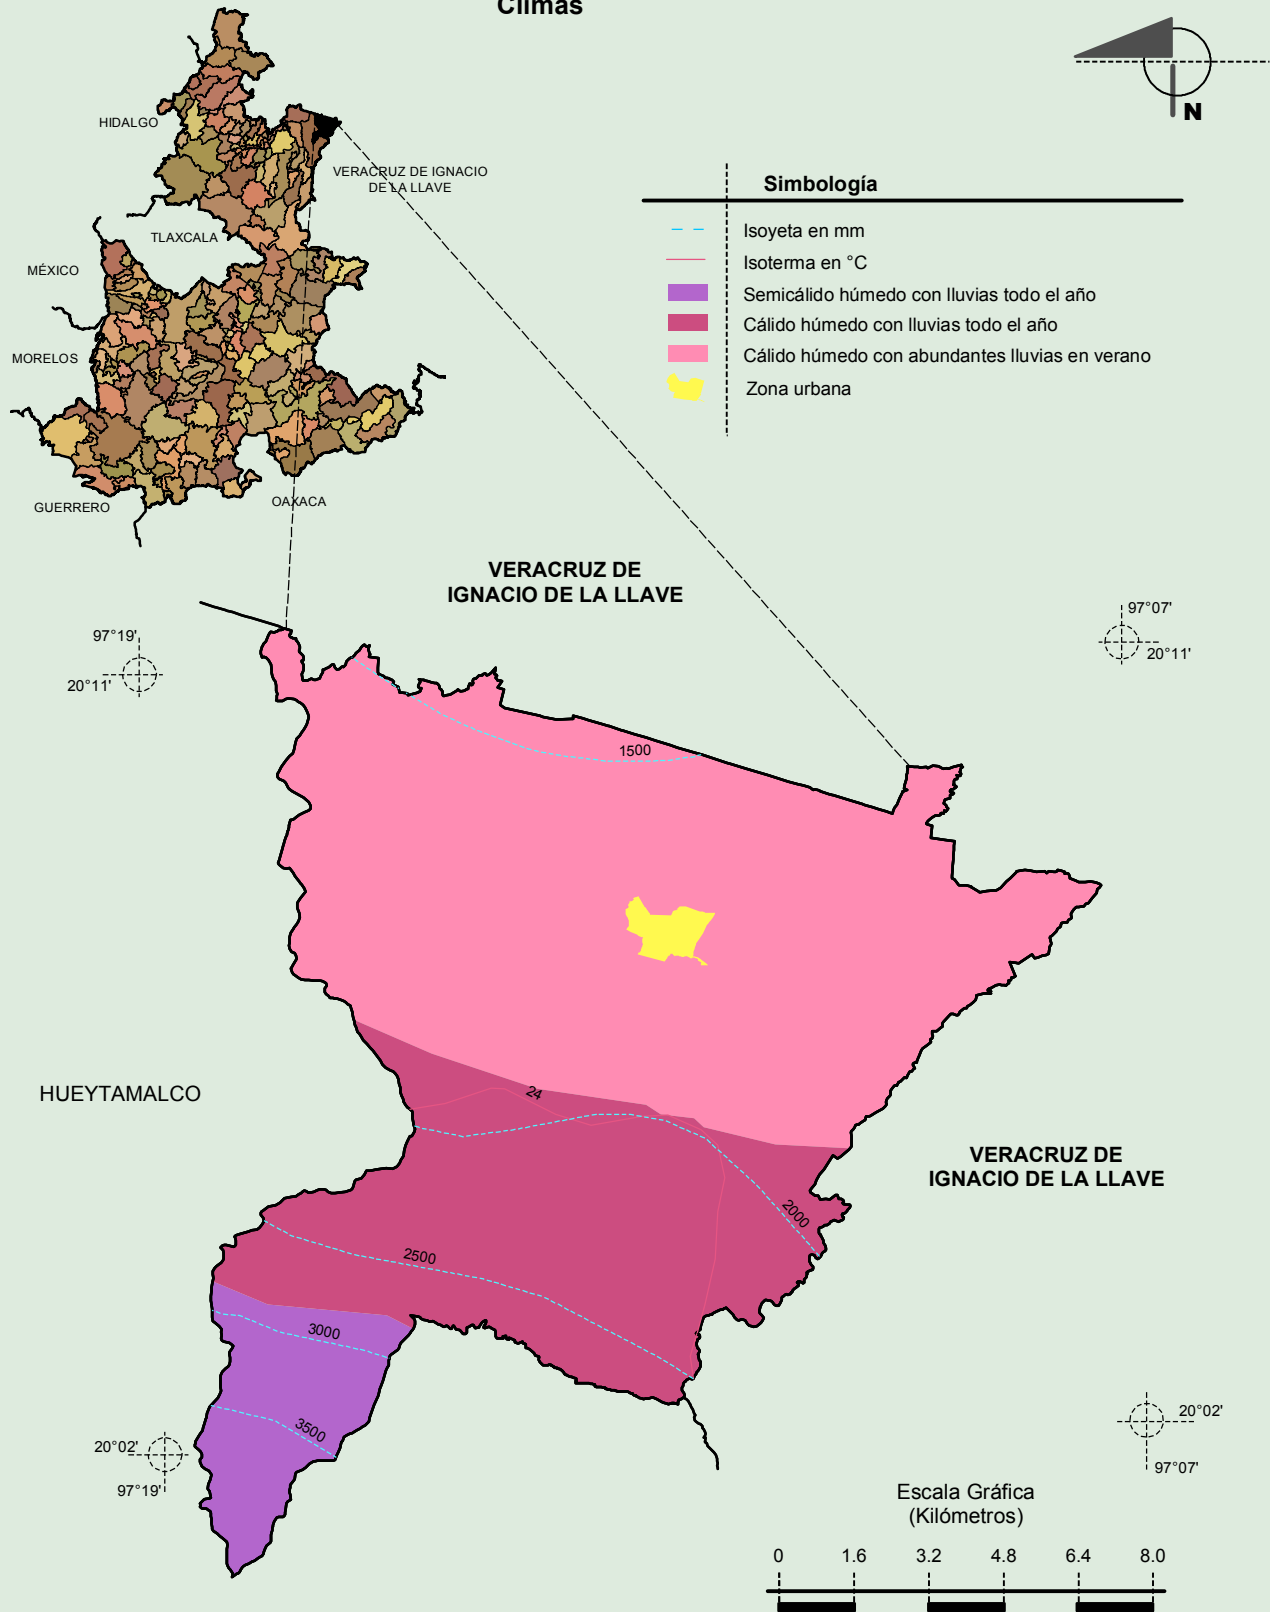 Climas
N
HIDALGO
VERACRUZ DE IGNACIO
DE LA LLAVE
TLAXCALA
MÉXICO
MORELOS
GUERRERO
OAXACA
Simbología
Isoyeta en mm
Isoterma en °C
Semicálido húmedo con lluvias todo el año
Cálido húmedo con lluvias todo el año
Cálido húmedo con abundantes lluvias en verano
Zona urbana
VERACRUZ DE
IGNACIO DE LA LLAVE
97°19'
20°11'
97°07'
20°11'
1500
24
HUEYTAMALCO
VERACRUZ DE
IGNACIO DE LA LLAVE
2000
2500
3000
3500
20°02'
97°19'
20°02'
97°07'
Escala Gráfica
(Kilómetros)
0 1.6 3.2 4.8 6.4 8.0